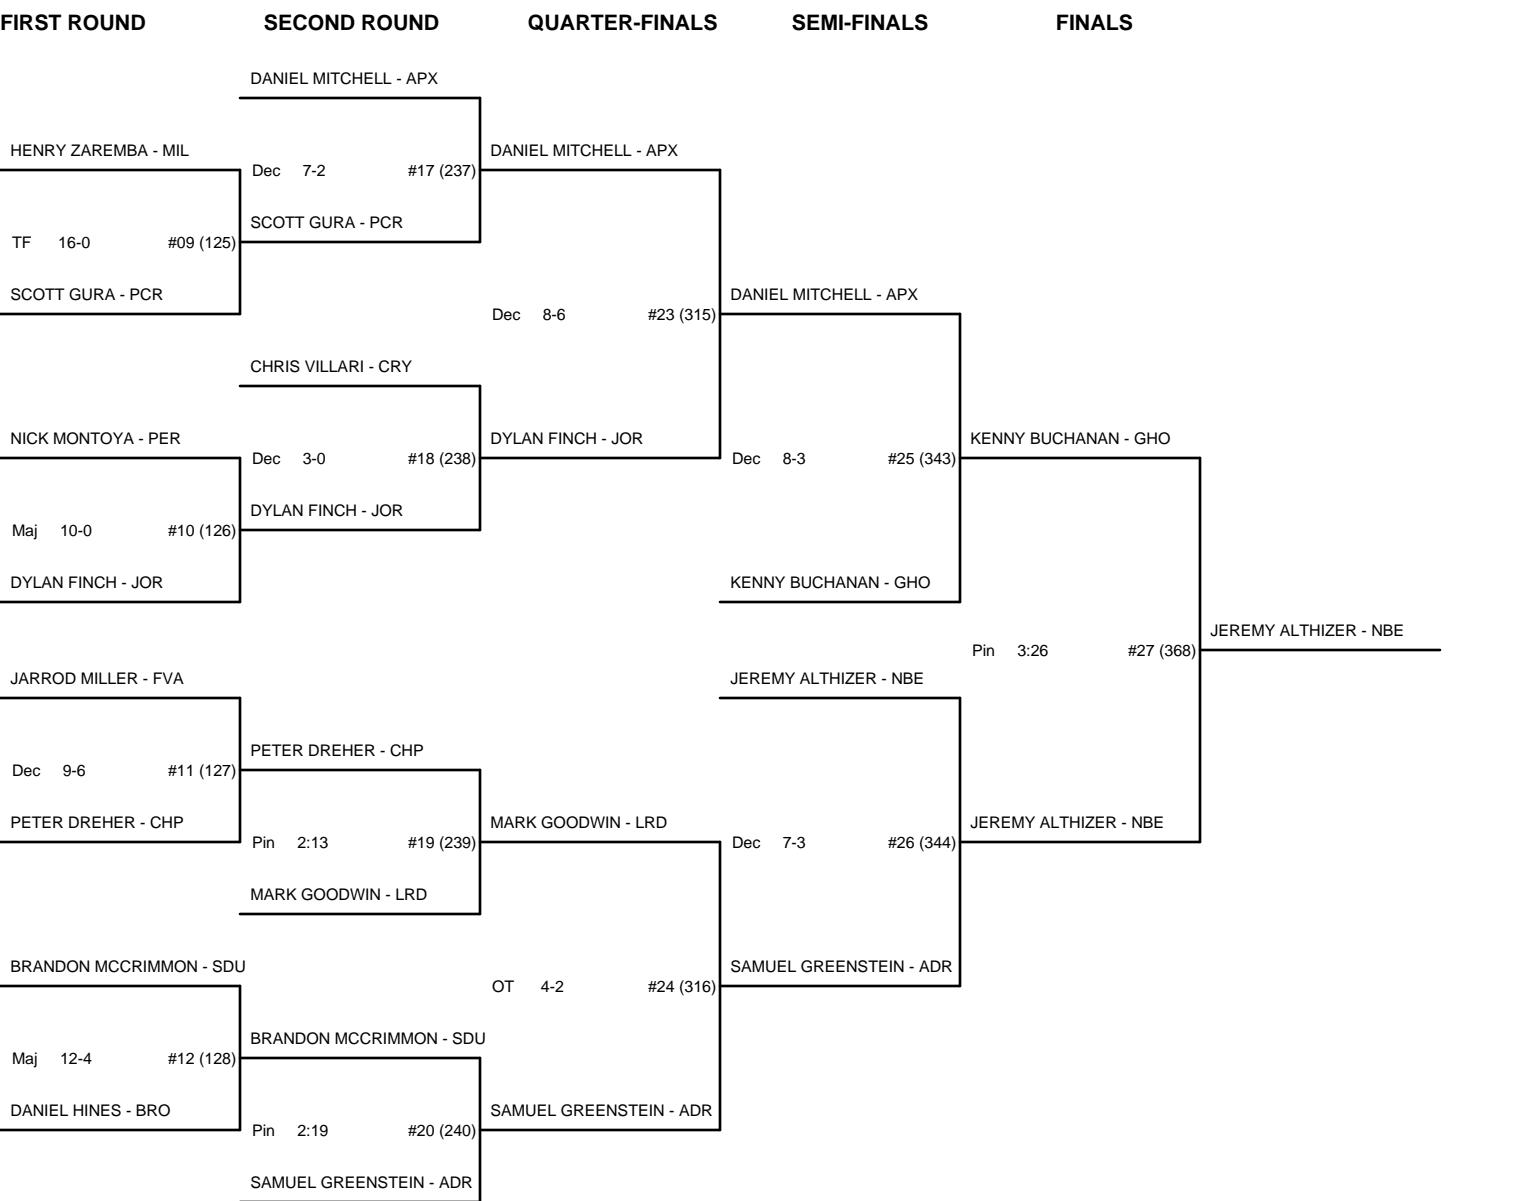 FIRST ROUND SECOND ROUND QUARTER-FINALS SEMI-FINALS FINALS
DANIEL MITCHELL - APX
HENRY ZAREMBA - MIL DANIEL MITCHELL - APX
Dec 7-2 #17 (237)
SCOTT GURA - PCR
TF 16-0 #09 (125)
SCOTT GURA - PCR DANIEL MITCHELL - APX
Dec 8-6 #23 (315)
CHRIS VILLARI - CRY
NICK MONTOYA - PER DYLAN FINCH - JOR KENNY BUCHANAN - GHO
Dec 3-0 #18 (238) Dec 8-3 #25 (343)
DYLAN FINCH - JOR
Maj 10-0 #10 (126)
DYLAN FINCH - JOR KENNY BUCHANAN - GHO
JEREMY ALTHIZER - NBE
Pin 3:26 #27 (368)
JARROD MILLER - FVA JEREMY ALTHIZER - NBE
PETER DREHER - CHP
Dec 9-6 #11 (127)
PETER DREHER - CHP MARK GOODWIN - LRD JEREMY ALTHIZER - NBE
Pin 2:13 #19 (239) Dec 7-3 #26 (344)
MARK GOODWIN - LRD
BRANDON MCCRIMMON - SDU SAMUEL GREENSTEIN - ADR
OT 4-2 #24 (316)
BRANDON MCCRIMMON - SDU
Maj 12-4 #12 (128)
DANIEL HINES - BRO SAMUEL GREENSTEIN - ADR
Pin 2:19 #20 (240)
SAMUEL GREENSTEIN - ADR